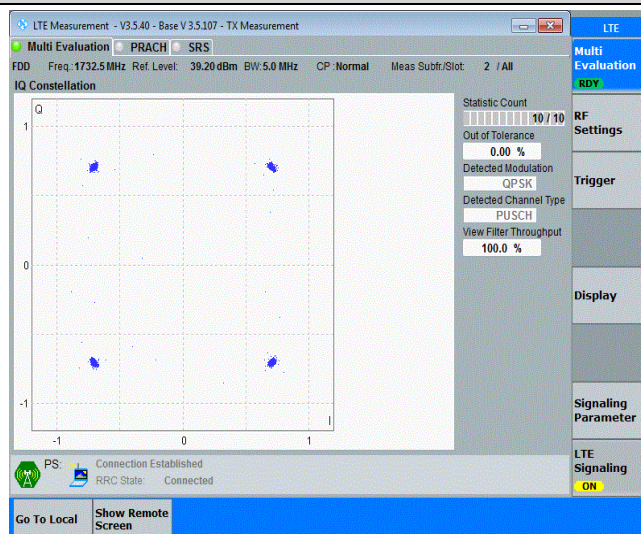 LTE Measurement - V3.5.40 - Base V 3.5.107 - TX Measurement
LTE
Multi Evaluation PRACH SRS
Multi
Evaluation
RDY
FDD Freq.:1732.5 MHz Ref. Level: 39.20 dBm BW:5.0 MHz CP :Normal Meas Subfr./Slot: 2 / All
IQ Constellation
Q
1
0
-1
-1 0 1
I
Statistic Count
10 / 10
Out of Tolerance
0.00 %
Detected Modulation
QPSK
Detected Channel Type
PUSCH
View Filter Throughput
100.0 %
RF
Settings
Trigger
Display
Signaling
Parameter
LTE
Signaling
ON
PS: Connection Established
RRC State: Connected
Go To Local
Show Remote
Screen